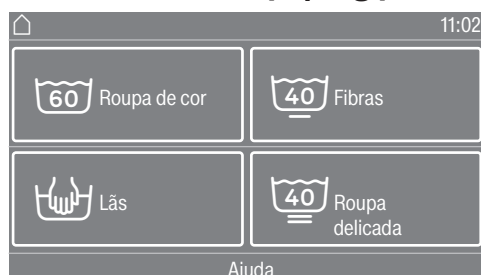 11:02
60 Roupa de cor
40 Fibras
Lãs
40 Roupa
delicada
Ajuda